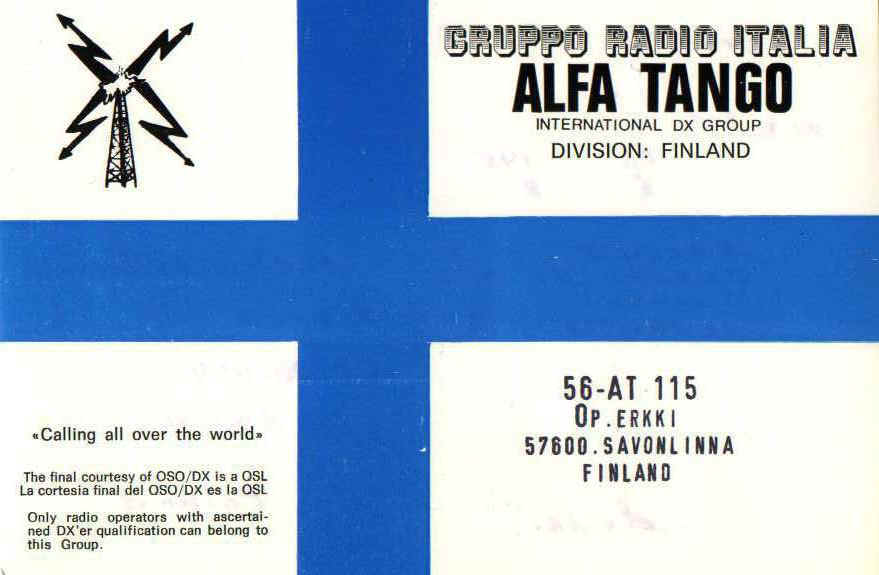 GRUPPO RADIO ITALIA
ALFA TANGO
INTERNATIONAL DX GROUP
DIVISION: FINLAND
«Calling all over the world»
The final courtesy of OSO/DX is a QSL
La cortesia final del OSO/DX es la QSL
Only radio operators with ascertai-
ned DX'er qualification can belong to
this Group.
56-AT 115
OP.ERKKI
57600.SAVONLINNA
FINLAND